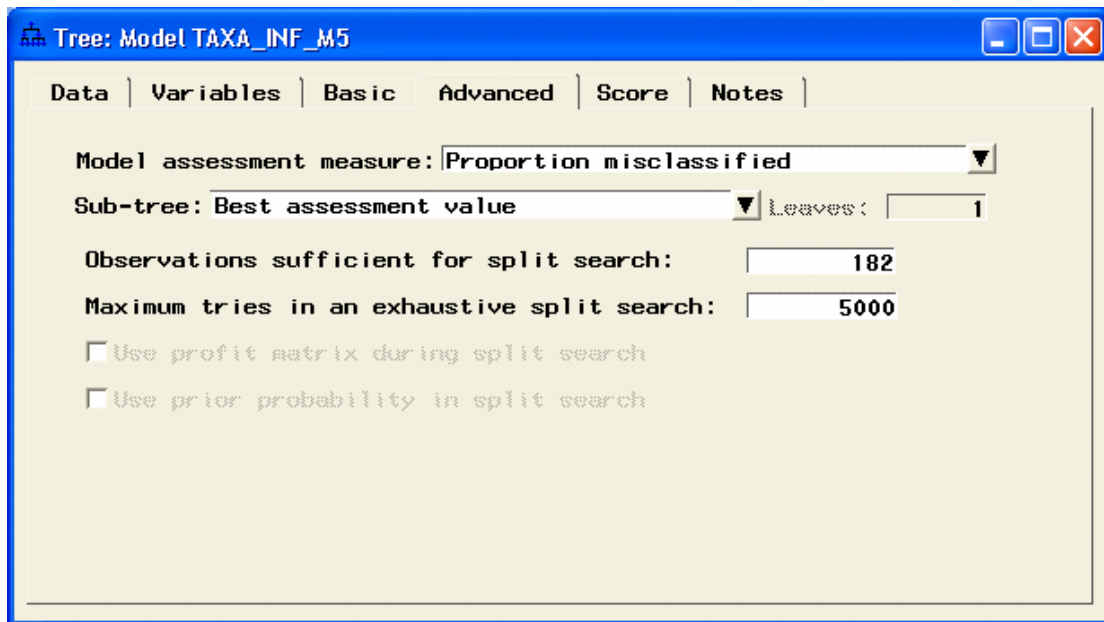 Tree: Model TAXA_INF_M5
Data Variables Basic Advanced Score Notes
Model assessment measure: Proportion misclassified
Sub-tree: Best assessment value Leaves: 1
Observations sufficient for split search: 182
Maximum tries in an exhaustive split search: 5000
Use profit matrix during split search
Use prior probability in split search